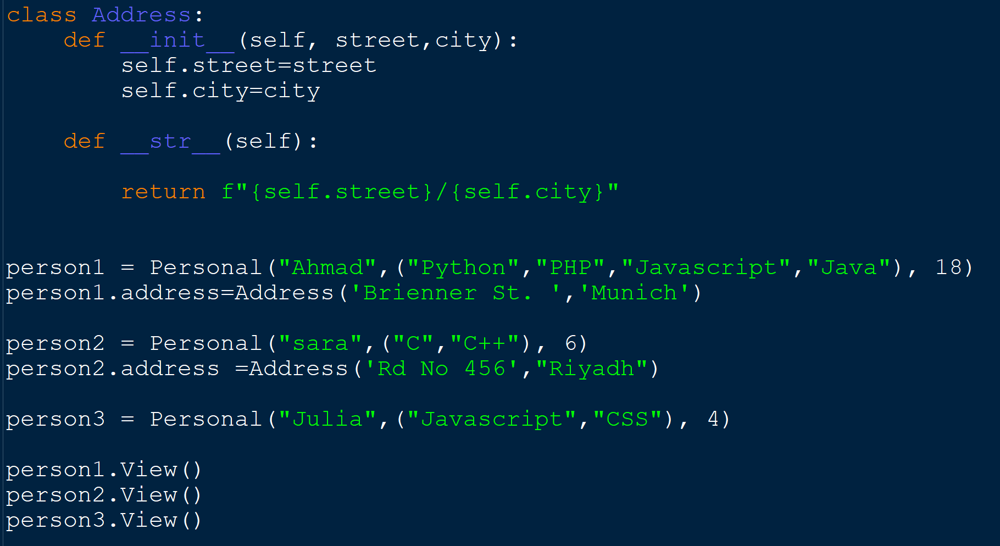 class Address:
    def __init__(self, street,city):
        self.street=street
        self.city=city
    def __str__(self):
        return f"{self.street}/{self.city}"
person1 = Personal("Ahmad",("Python","PHP","Javascript","Java"), 18)
person1.address=Address('Brienner St. ','Munich')
person2 = Personal("sara",("C","C++"), 6)
person2.address =Address('Rd No 456',"Riyadh")
person3 = Personal("Julia",("Javascript","CSS"), 4)
person1.View()
person2.View()
person3.View()